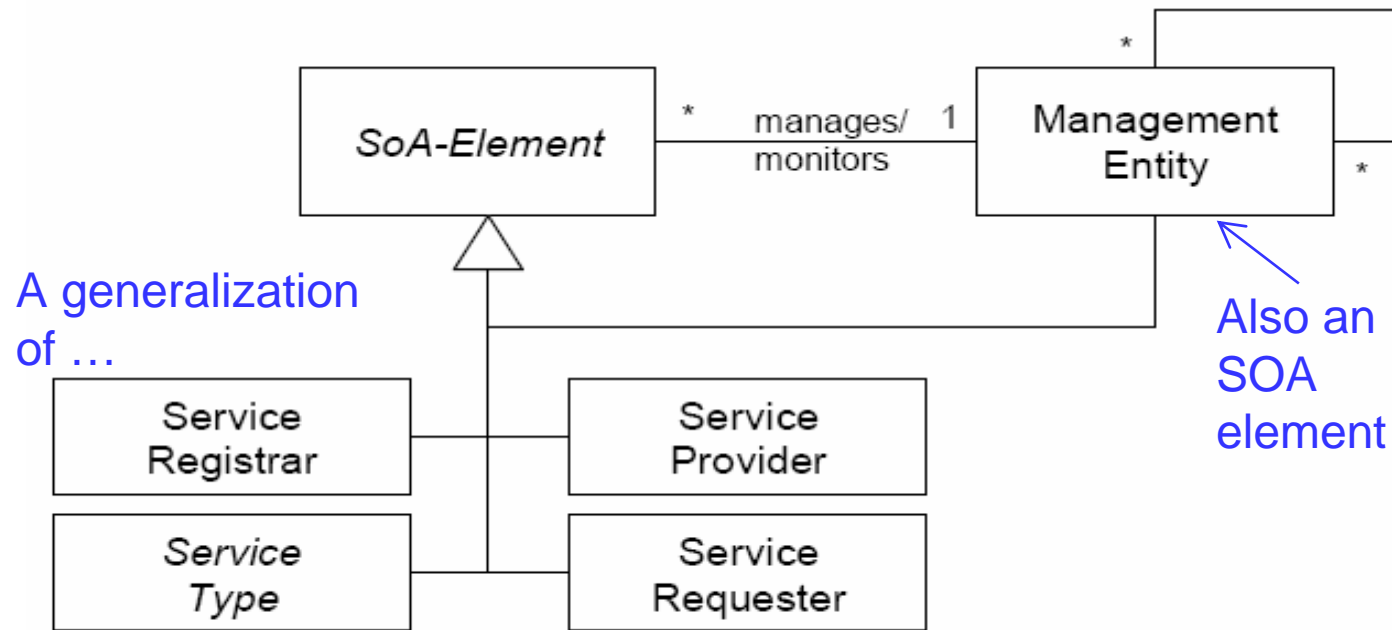 *
SoA-Element
*
manages/
monitors
1
Management
Entity
*
A generalization
of …
Also an
SOA
element
Service
Registrar
Service
Provider
Service
Type
Service
Requester